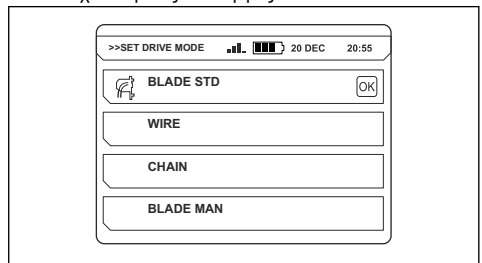 >>SET DRIVE MODE 20 DEC 20:55
BLADE STD OK
WIRE
CHAIN
BLADE MAN